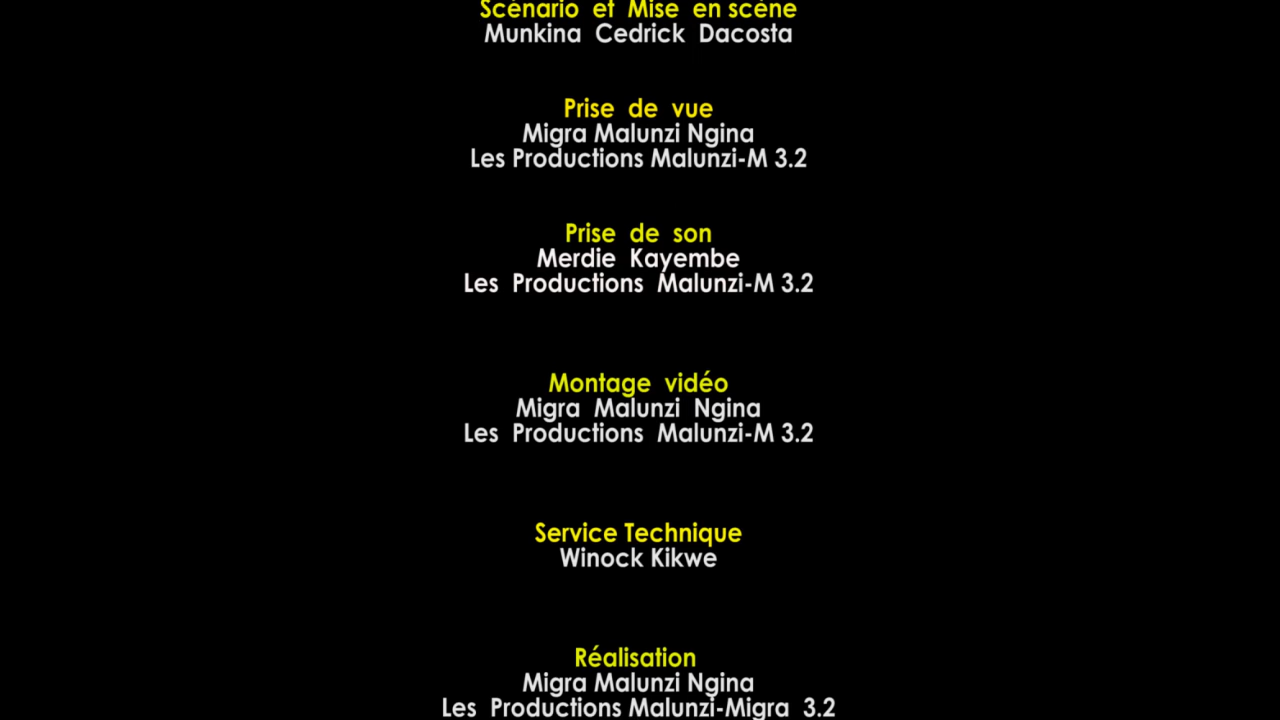 Scénario et Mise en scène
Munkina Cedrick Dacosta
Prise de vue
Migra Malunzi Ngina
Les Productions Malunzi-M 3.2
Prise de son
Merdie Kayembe
Les Productions Malunzi-M 3.2
Montage vidéo
Migra Malunzi Ngina
Les Productions Malunzi-M 3.2
Service Technique
Winock Kikwe
Réalisation
Migra Malunzi Ngina
Les Productions Malunzi-Migra 3.2